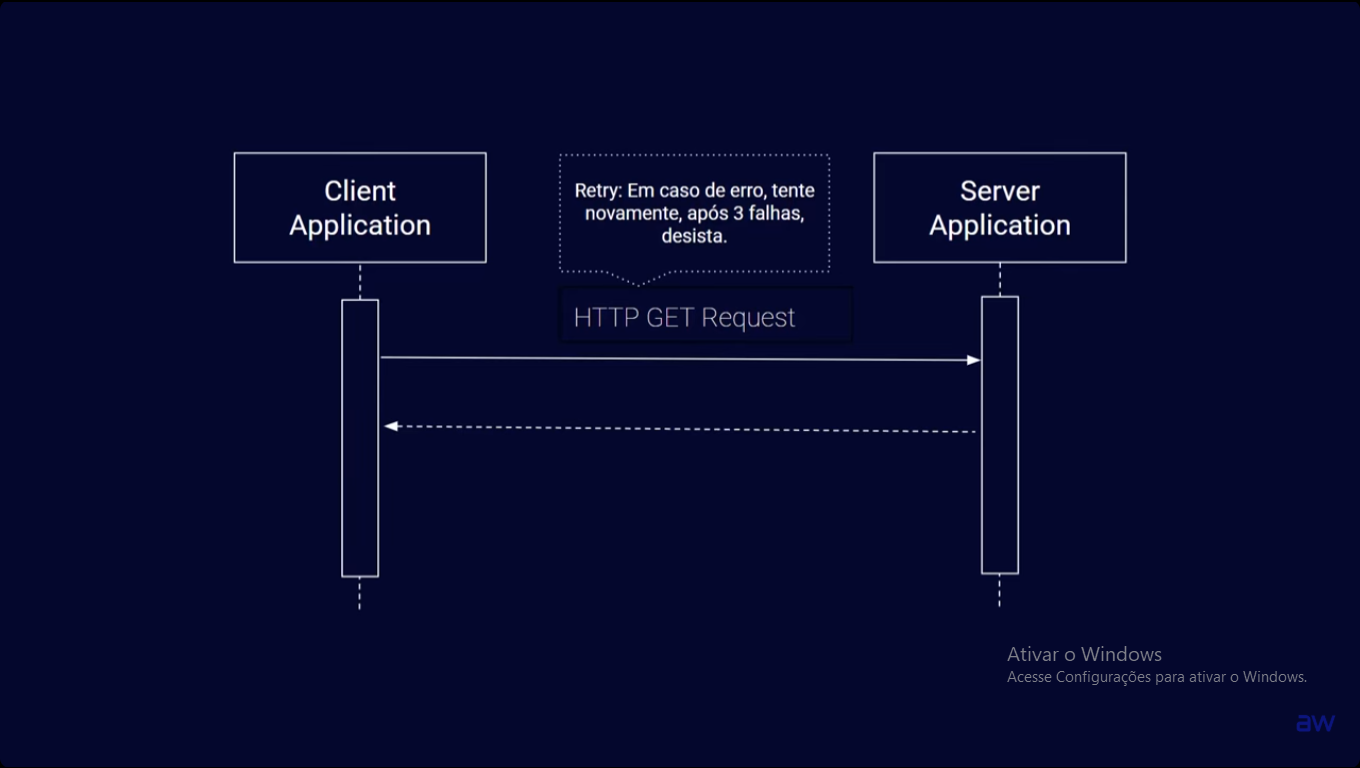 Client
Application
Retry: Em caso de erro, tente
novamente, após 3 falhas,
desista.
Server
Application
HTTP GET Request
Ativar o Windows
Acesse Configurações para ativar o Windows.
aw